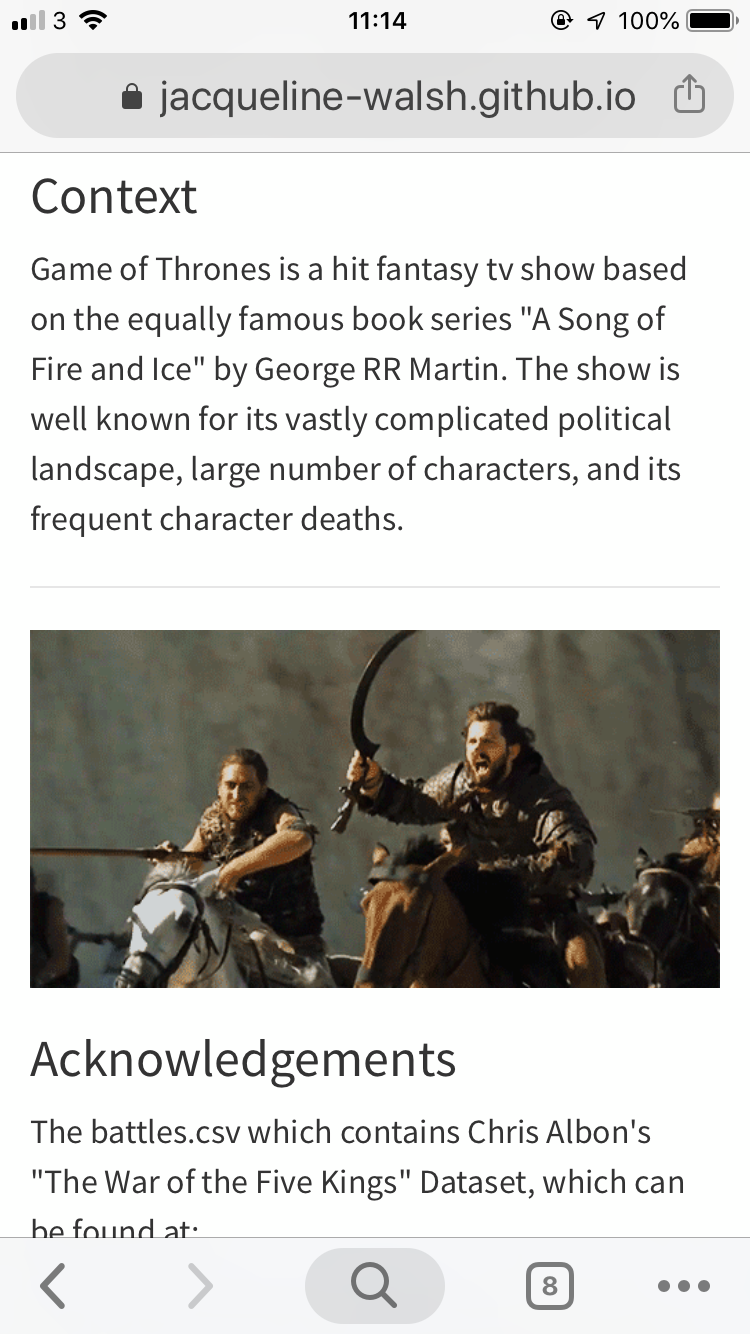 3 11:14 100%
jacqueline-walsh.github.io
Context
Game of Thrones is a hit fantasy tv show based
on the equally famous book series "A Song of
Fire and Ice" by George RR Martin. The show is
well known for its vastly complicated political
landscape, large number of characters, and its
frequent character deaths.
Acknowledgements
The battles.csv which contains Chris Albon's
"The War of the Five Kings" Dataset, which can
be found at:
8